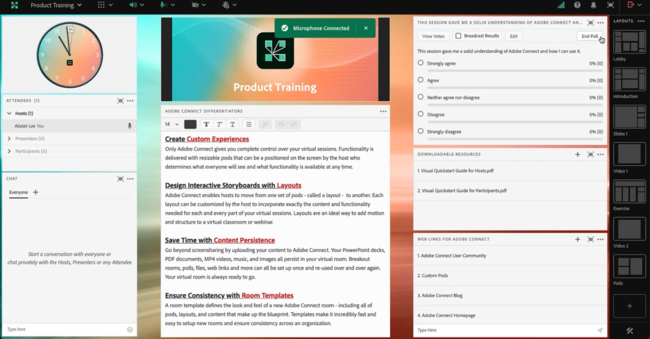 Product Training
Microphone Connected
Product Training
ATTENDEES (1)
Hosts (1)
Alistair Lee You
Presenters (0)
Participants (0)
CHAT
Everyone
Start a conversation with everyone or
chat privately with the Hosts, Presenters or any Attendee
Type here
ADOBE CONNECT DIFFERENTIATORS
14
Create Custom Experiences
Only Adobe Connect gives you complete control over your virtual sessions. Functionality is
delivered with resizable pods that can be a positioned on the screen by the host who
determines what everyone will see and what functionality is available at any time.
Design Interactive Storyboards with Layouts
Adobe Connect enables hosts to move from one set of pods - called a layout - to another. Each
layout can be customized by the host to incorporate exactly the content and functionality
needed for each and every part of your virtual sessions. Layouts are an ideal way to add motion
and structure to a virtual classroom or webinar.
Save Time with Content Persistence
Go beyond screensharing by uploading your content to Adobe Connect. Your PowerPoint decks,
PDF documents, MP4 videos, music, and images all persist in your virtual room. Breakout
rooms, polls, files, web links and more can all be set up once and re-used over and over again.
Your virtual room is always ready to go.
Ensure Consistency with Room Templates
A room template defines the look and feel of a new Adobe Connect room - including all of
pods, layouts, and content that make up the blueprint. Templates make it incredibly fast and
easy to setup new rooms and ensure consistency across an organization.
THIS SESSION GAVE ME A SOLID UNDERSTANDING OF ADOBE CONNECT AN...
View Votes
Broadcast Results
Edit
End Poll
This session gave me a solid understanding of Adobe Connect and how I can use it.
Strongly agree 0% (0)
Agree 0% (0)
Neither agree nor disagree 0% (0)
Disagree 0% (0)
Strongly disagree 0% (0)
DOWNLOADABLE RESOURCES
1. Visual Quickstart Guide for Hosts.pdf
2. Visual Quickstart Guide for Participants.pdf
WEB LINKS FOR ADOBE CONNECT
1. Adobe Connect User Community
2. Custom Pods
3. Adobe Connect Blog
4. Adobe Connect Homepage
Type Here
LAYOUTS
Lobby
Introduction
Slides 1
Video 1
Exercise
Video 2
Polls